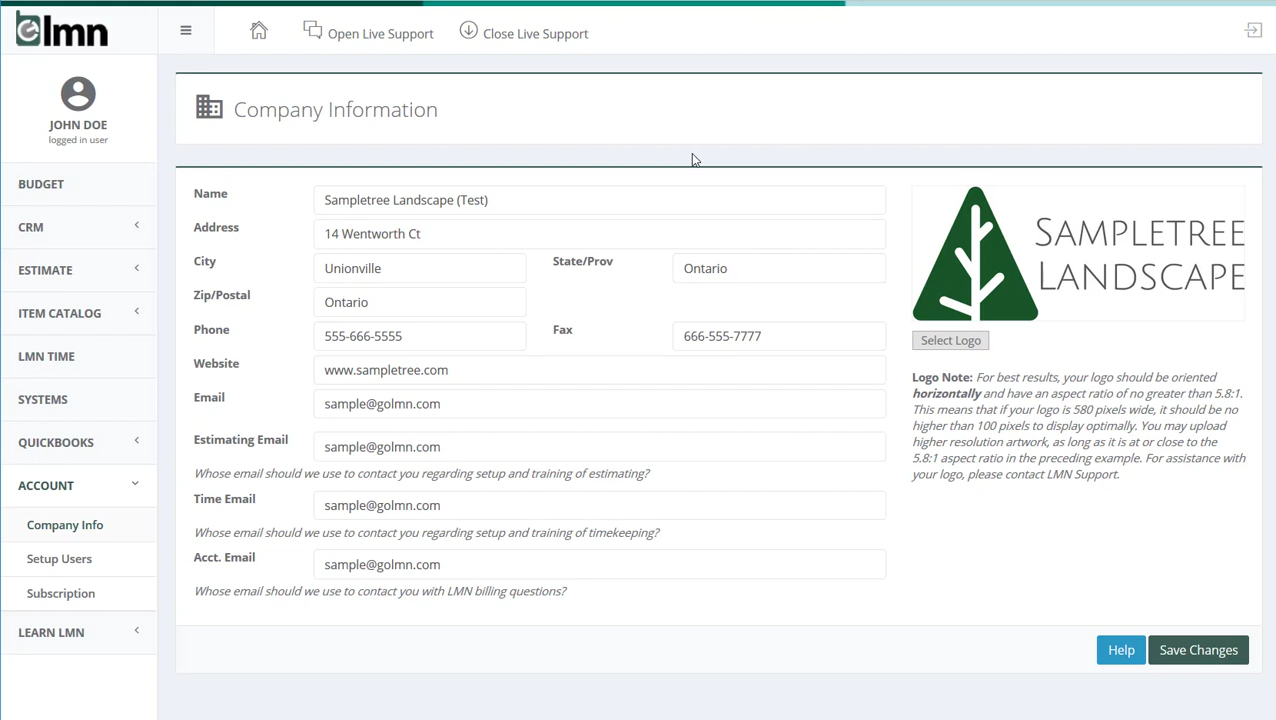 lmn
Open Live Support
Close Live Support
JOHN DOE
logged in user
BUDGET
CRM
ESTIMATE
ITEM CATALOG
LMN TIME
SYSTEMS
QUICKBOOKS
ACCOUNT
Company Info
Setup Users
Subscription
LEARN LMN
Company Information
Name
Sampletree Landscape (Test)
Address
14 Wentworth Ct
City
Unionville
State/Prov
Ontario
Zip/Postal
Ontario
Phone
555-666-5555
Fax
666-555-7777
Website
www.sampletree.com
Email
sample@golmn.com
Estimating Email
sample@golmn.com
Whose email should we use to contact you regarding setup and training of estimating?
Time Email
sample@golmn.com
Whose email should we use to contact you regarding setup and training of timekeeping?
Acct. Email
sample@golmn.com
Whose email should we use to contact you with LMN billing questions?
SAMPLETREE
LANDSCAPE
Select Logo
Logo Note: For best results, your logo should be oriented
horizontally and have an aspect ratio of no greater than 5.8:1.
This means that if your logo is 580 pixels wide, it should be no
higher than 100 pixels to display optimally. You may upload
higher resolution artwork, as long as it is at or close to the
5.8:1 aspect ratio in the preceding example. For assistance with
your logo, please contact LMN Support.
Help
Save Changes